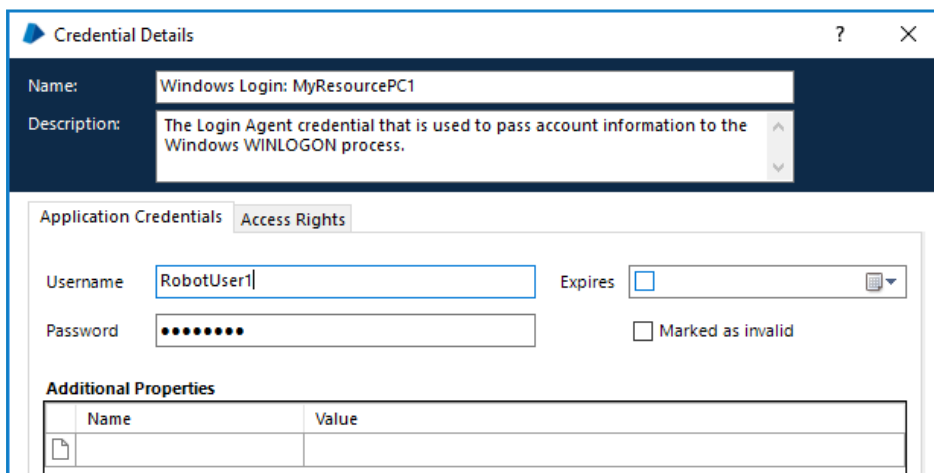 Credential Details ?
Name: Windows Login: MyResourcePC1
Description: The Login Agent credential that is used to pass account information to the
Windows WINLOGON process.
Application Credentials Access Rights
Username RobotUser1 Expires
Password •••••••• Marked as invalid
Additional Properties
Name Value